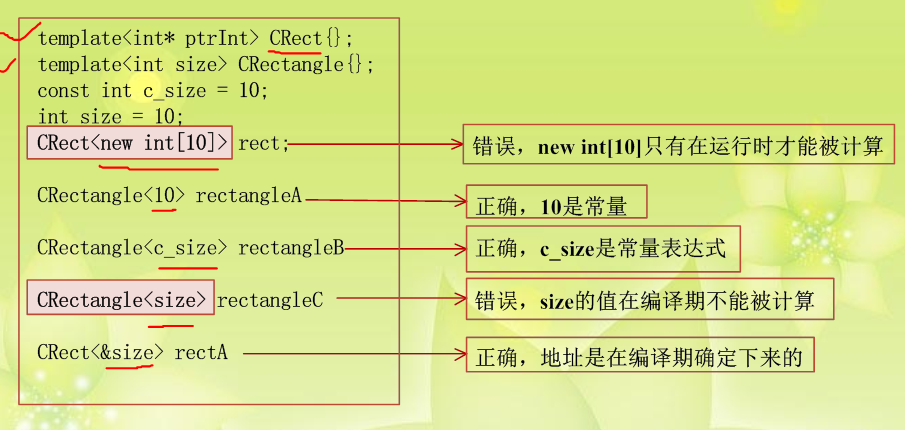 template<int* ptrInt> CRect{};
template<int size> CRectangle{};
const int c_size = 10;
int size = 10;
CRect<new int[10]> rect;
错误，new int[10]只有在运行时才能被计算
CRectangle<10> rectangleA
正确，10是常量
CRectangle<c_size> rectangleB
正确，c_size是常量表达式
CRectangle<size> rectangleC
错误，size的值在编译期不能被计算
CRect<&size> rectA
正确，地址是在编译期确定下来的